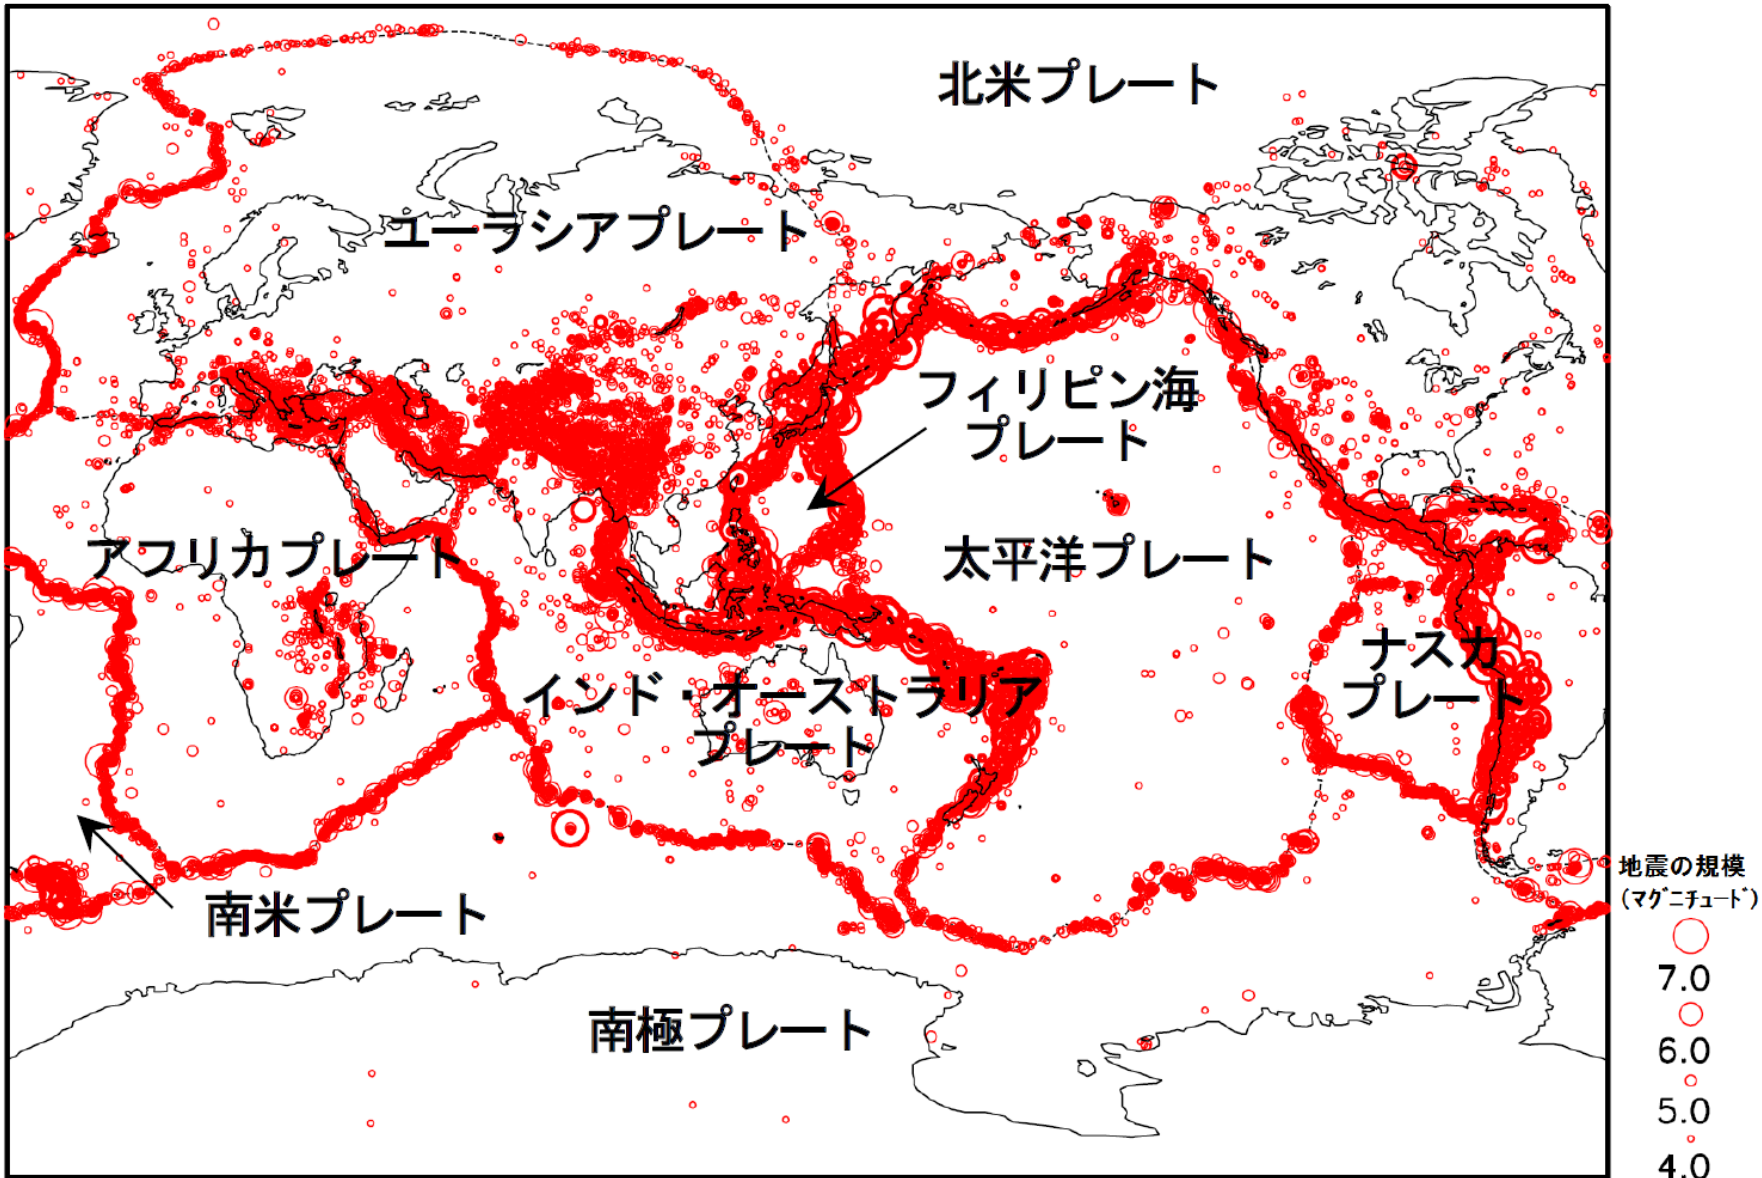 北米プレート
ユーラシアプレート
フィリピン海
プレート
アフリカプレート
太平洋プレート
ナスカ
プレート
インド・オーストラリア
プレート
南米プレート
南極プレート
地震の規模
(マグニチュード)
7.0
6.0
5.0
4.0